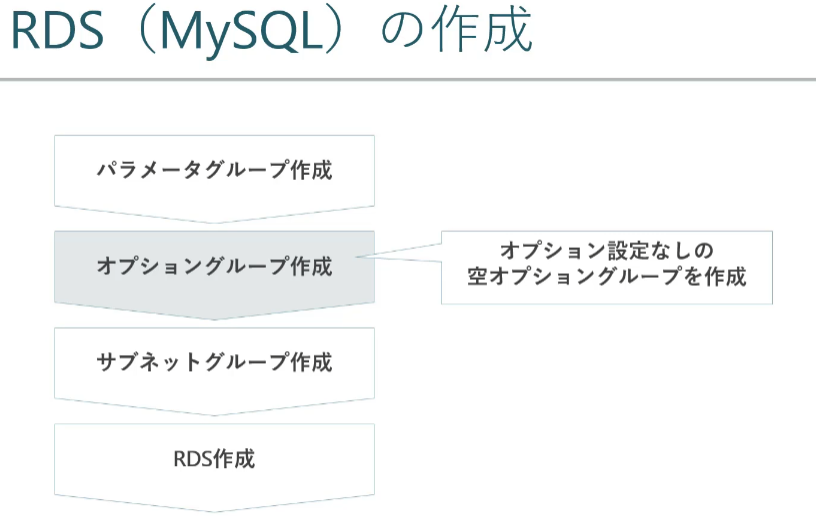 RDS（MySQL）の作成
パラメータグループ作成
オプショングループ作成
オプション設定なしの
空オプショングループを作成
サブネットグループ作成
RDS作成